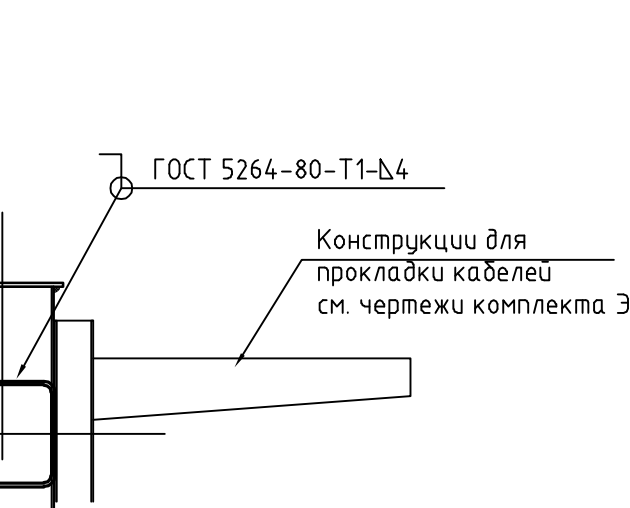 ГОСТ 5264-80-Т1-⊿4
Конструкции для
прокладки кабелей
см. чертежи комплекта Э